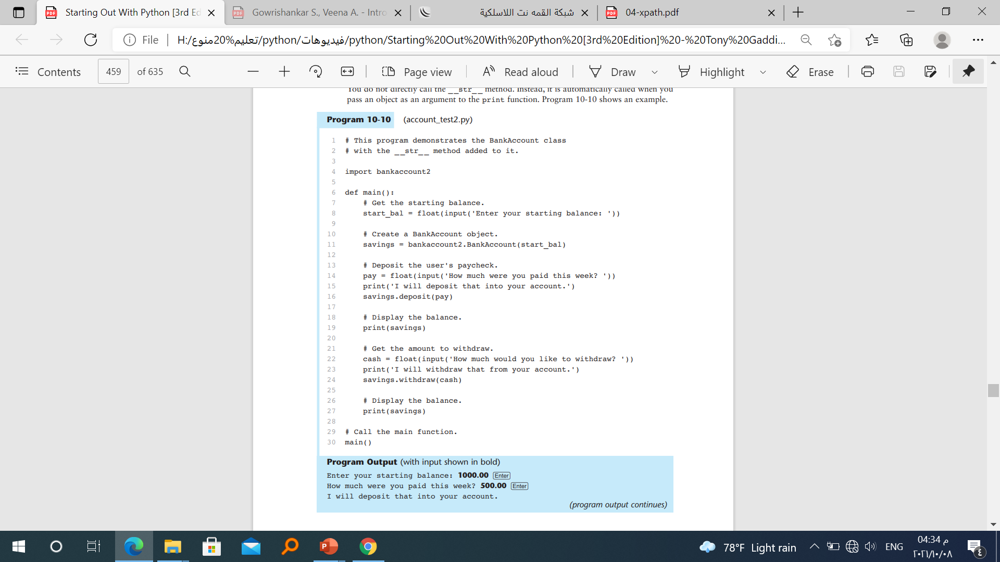 Starting Out With Python [3rd Ed
Gowrishankar S., Veena A. - Intro
شبكة القمه نت اللاسلكية
04-xpath.pdf
File
H:/تعليم%20منوع/python/فيديوهات/python/Starting%20Out%20With%20Python%20[3rd%20Edition]%20-%20Tony%20Gaddi...
Contents
459
of 635
Page view
Read aloud
Draw
Highlight
Erase
You do not directly call the __str__ method. Instead, it is automatically called when you
pass an object as an argument to the print function. Program 10-10 shows an example.
Program 10-10 (account_test2.py)
1 # This program demonstrates the BankAccount class
2 # with the __str__ method added to it.
3
4 import bankaccount2
5
6 def main():
7 # Get the starting balance.
8 start_bal = float(input('Enter your starting balance: '))
9
10 # Create a BankAccount object.
11 savings = bankaccount2.BankAccount(start_bal)
12
13 # Deposit the user's paycheck.
14 pay = float(input('How much were you paid this week? '))
15 print('I will deposit that into your account.')
16 savings.deposit(pay)
17
18 # Display the balance.
19 print(savings)
20
21 # Get the amount to withdraw.
22 cash = float(input('How much would you like to withdraw? '))
23 print('I will withdraw that from your account.')
24 savings.withdraw(cash)
25
26 # Display the balance.
27 print(savings)
28
29 # Call the main function.
30 main()
Program Output (with input shown in bold)
Enter your starting balance: 1000.00 Enter
How much were you paid this week? 500.00 Enter
I will deposit that into your account.
(program output continues)
78°F Light rain
ENG
04:34 م
٢٠٢١/١٠/٠٨
٤